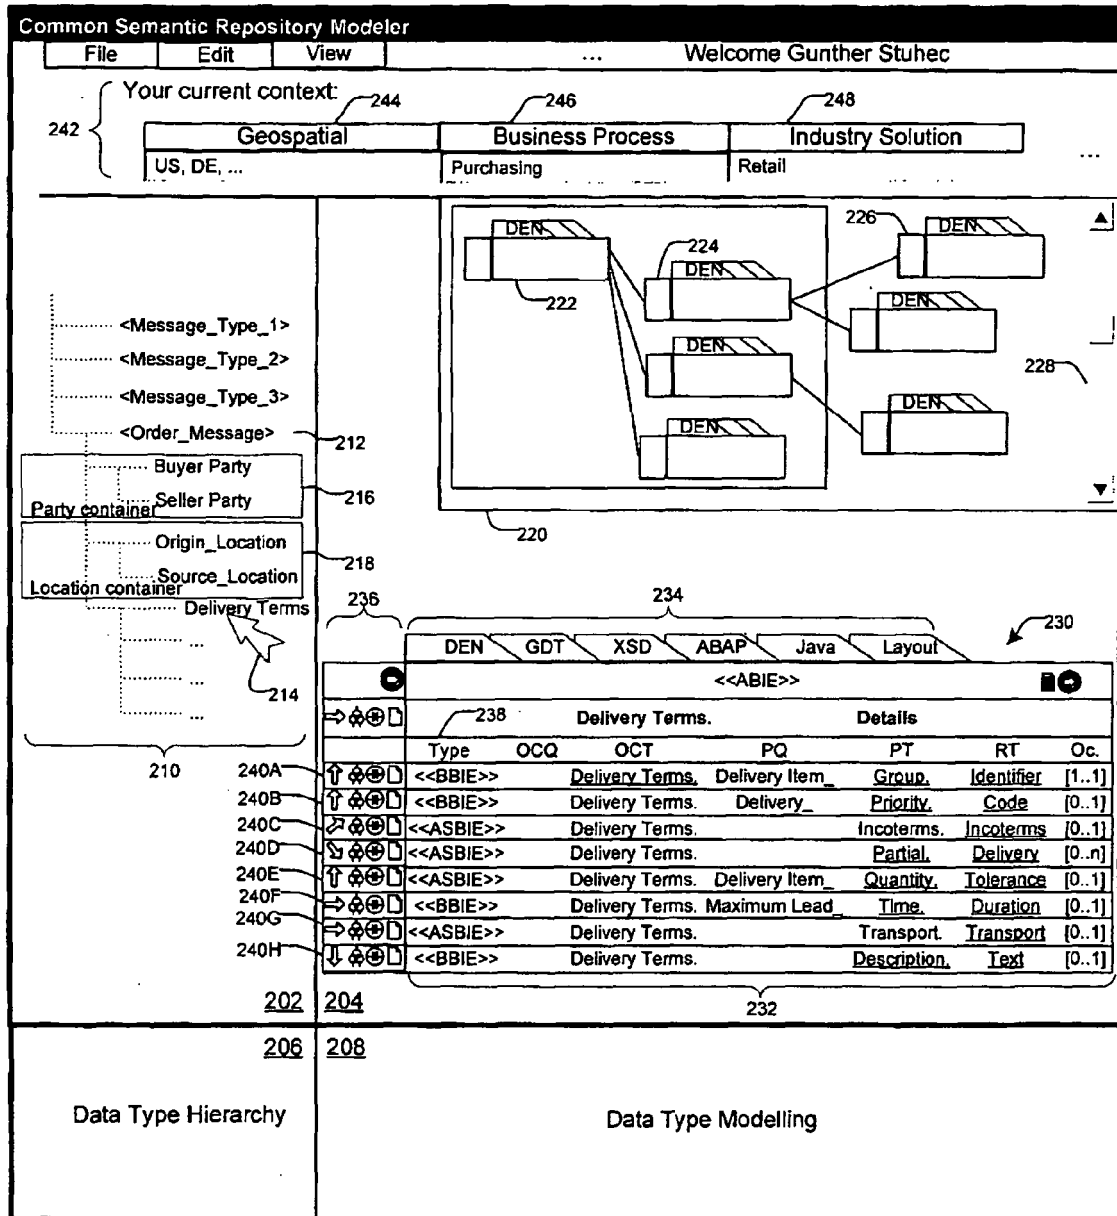 Common Semantic Repository Modeler
File Edit View ... Welcome Gunther Stuhec
Your current context:
242 244 246 248
Geospatial Business Process Industry Solution
US, DE, ... Purchasing Retail ...
DEN 226 DEN
224
DEN
222
DEN
<Message_Type_1>
DEN
<Message_Type_2>
228
<Message_Type_3>
DEN
<Order_Message> 212
DEN
Buyer Party
Seller Party 216
Party container
220
Origin_Location
218
Source_Location
Location container
Delivery Terms
236 234
230
...
DEN GDT XSD ABAP Java Layout
...
<<ABIE>>
214
...
238 Delivery Terms. Details
Type OCQ OCT PQ PT RT Oc.
210
240A <<BBIE>> Delivery Terms. Delivery Item_ Group. Identifier [1..1]
240B <<BBIE>> Delivery Terms. Delivery_ Priority. Code [0..1]
240C <<ASBIE>> Delivery Terms. Incoterms. Incoterms [0..1]
240D <<ASBIE>> Delivery Terms. Partial. Delivery [0..n]
240E <<ASBIE>> Delivery Terms. Delivery Item_ Quantity. Tolerance [0..1]
240F <<BBIE>> Delivery Terms. Maximum Lead_ Time. Duration [0..1]
240G <<ASBIE>> Delivery Terms. Transport. Transport [0..1]
240H <<BBIE>> Delivery Terms. Description. Text [0..1]
232
202 204
206 208
Data Type Hierarchy Data Type Modelling